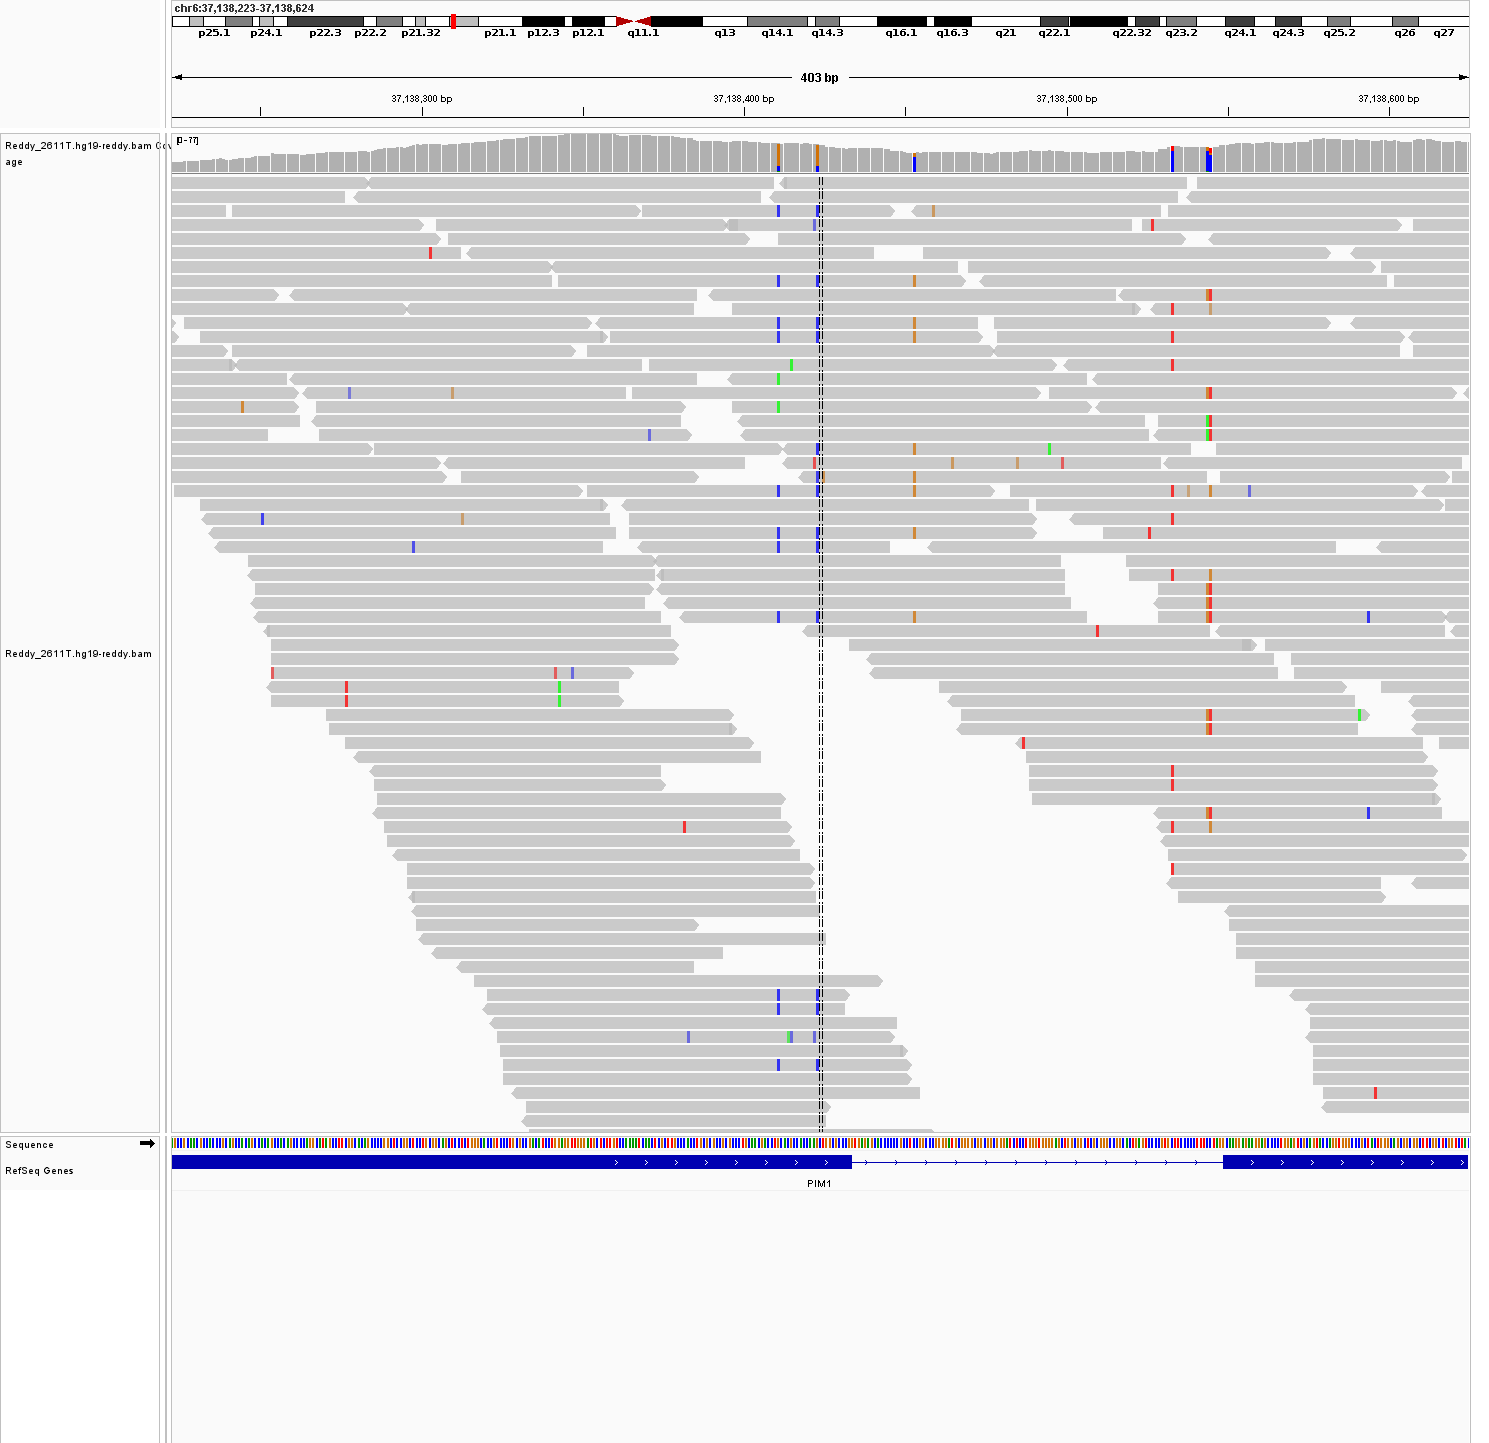 chr6:37,138,223-37,138,624
p25.1 p24.1 p22.3 p22.2 p21.32 p21.1 p12.3 p12.1 q11.1 q13 q14.1 q14.3 q16.1 q16.3 q21 q22.1 q22.32 q23.2 q24.1 q24.3 q25.2 q26 q27
403 bp
37,138,300 bp 37,138,400 bp 37,138,500 bp 37,138,600 bp
[0-77]
Reddy_2611T.hg19-reddy.bam Cov
age
Reddy_2611T.hg19-reddy.bam
Sequence
RefSeq Genes
PIM1